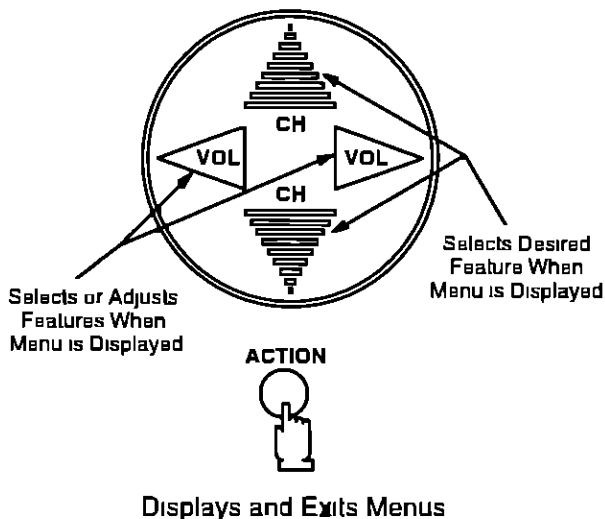 CH
VOL
VOL
CH
Selects Desired
Feature When
Menu is Displayed
Selects or Adjusts
Features When
Menu is Displayed
ACTION
Displays and Exits Menus